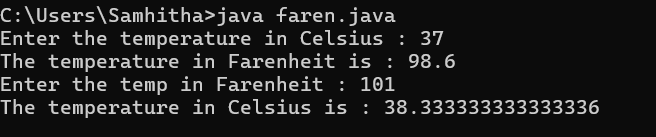 C:\Users\Samhitha>java faren.java
Enter the temperature in Celsius : 37
The temperature in Farenheit is : 98.6
Enter the temp in Farenheit : 101
The temperature in Celsius is : 38.333333333333336